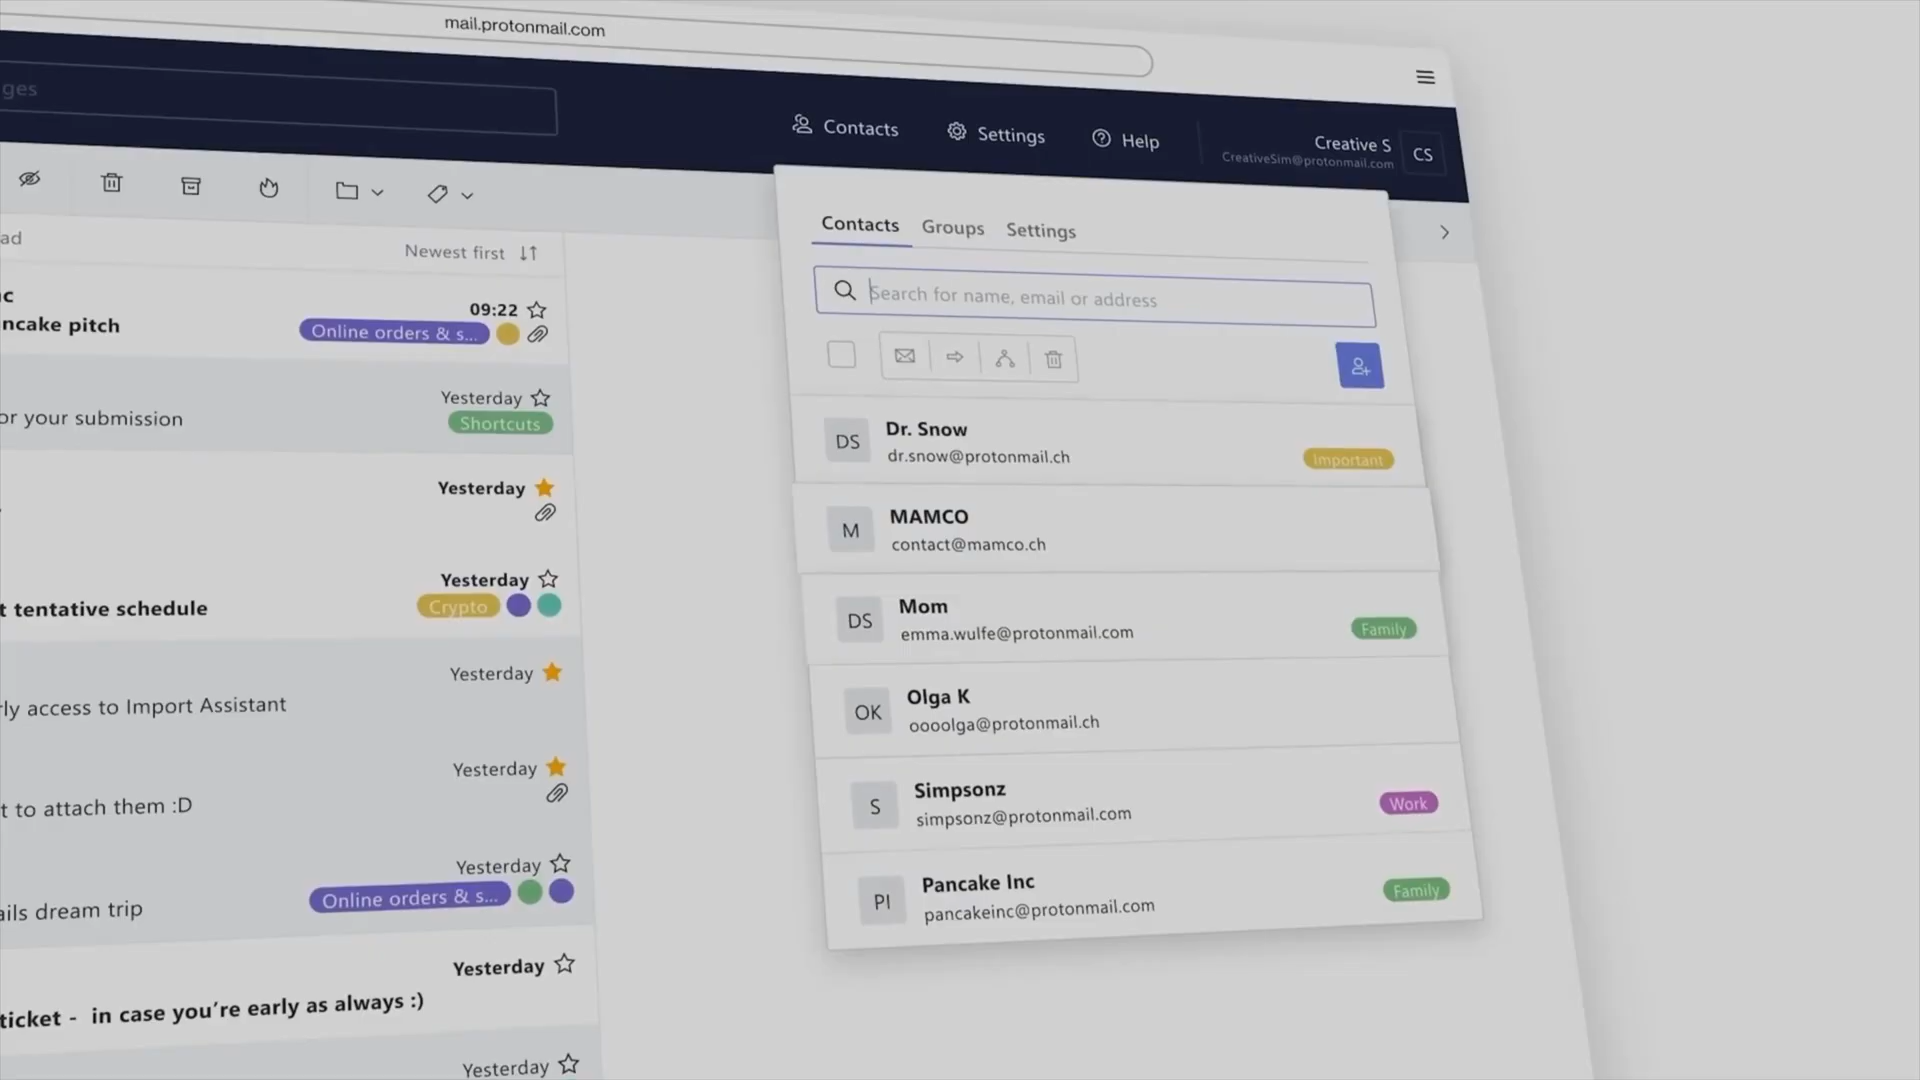 mail.protonmail.com
ges
Contacts
Settings
Help
Creative S
CreativeSim@protonmail.com
CS
ad
Newest first
c
09:22
ncake pitch
Online orders & s...
Yesterday
or your submission
Shortcuts
Yesterday
Yesterday
t tentative schedule
Crypto
Yesterday
ly access to Import Assistant
Yesterday
t to attach them :D
Yesterday
ails dream trip
Online orders & s...
Yesterday
ticket - in case you're early as always :)
Yesterday
Contacts
Groups
Settings
Search for name, email or address
DS
Dr. Snow
dr.snow@protonmail.ch
Important
M
MAMCO
contact@mamco.ch
DS
Mom
emma.wulfe@protonmail.com
Family
OK
Olga K
oooolga@protonmail.ch
S
Simpsonz
simpsonz@protonmail.com
Work
PI
Pancake Inc
pancakeinc@protonmail.com
Family